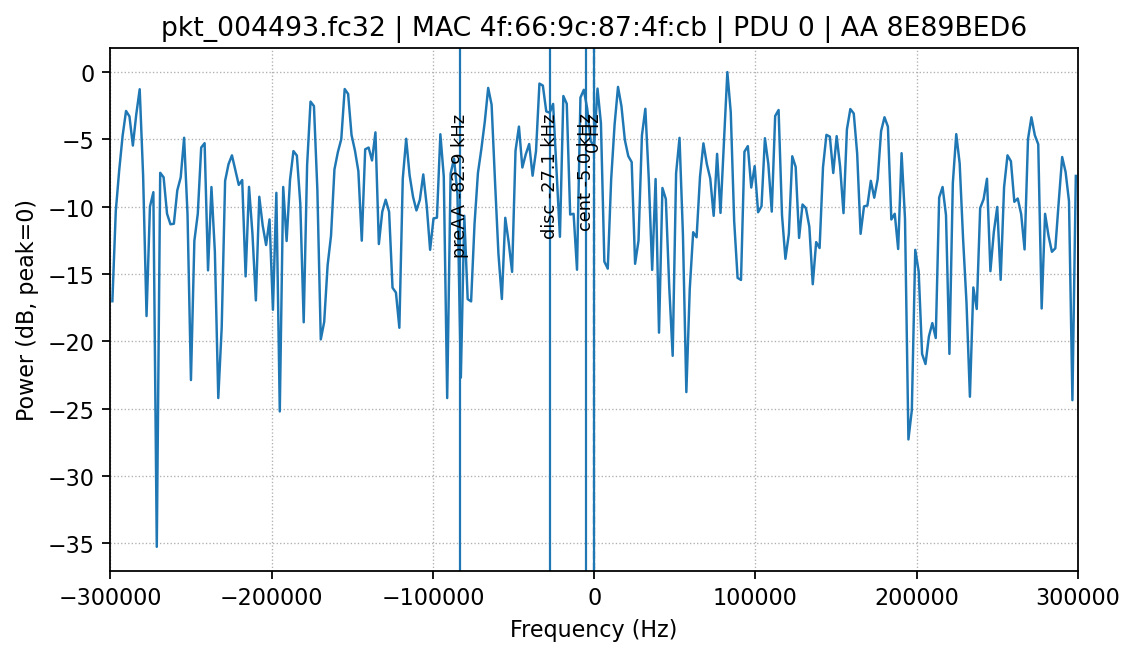 pkt_004493.fc32 | MAC 4f:66:9c:87:4f:cb | PDU 0 | AA 8E89BED6
Power (dB, peak=0)
0
−5
−10
−15
−20
−25
−30
−35
preAA -82.9 kHz
disc -27.1 kHz
cent -5.0 kHz
0 Hz
−300000
−200000
−100000
0
100000
200000
300000
Frequency (Hz)